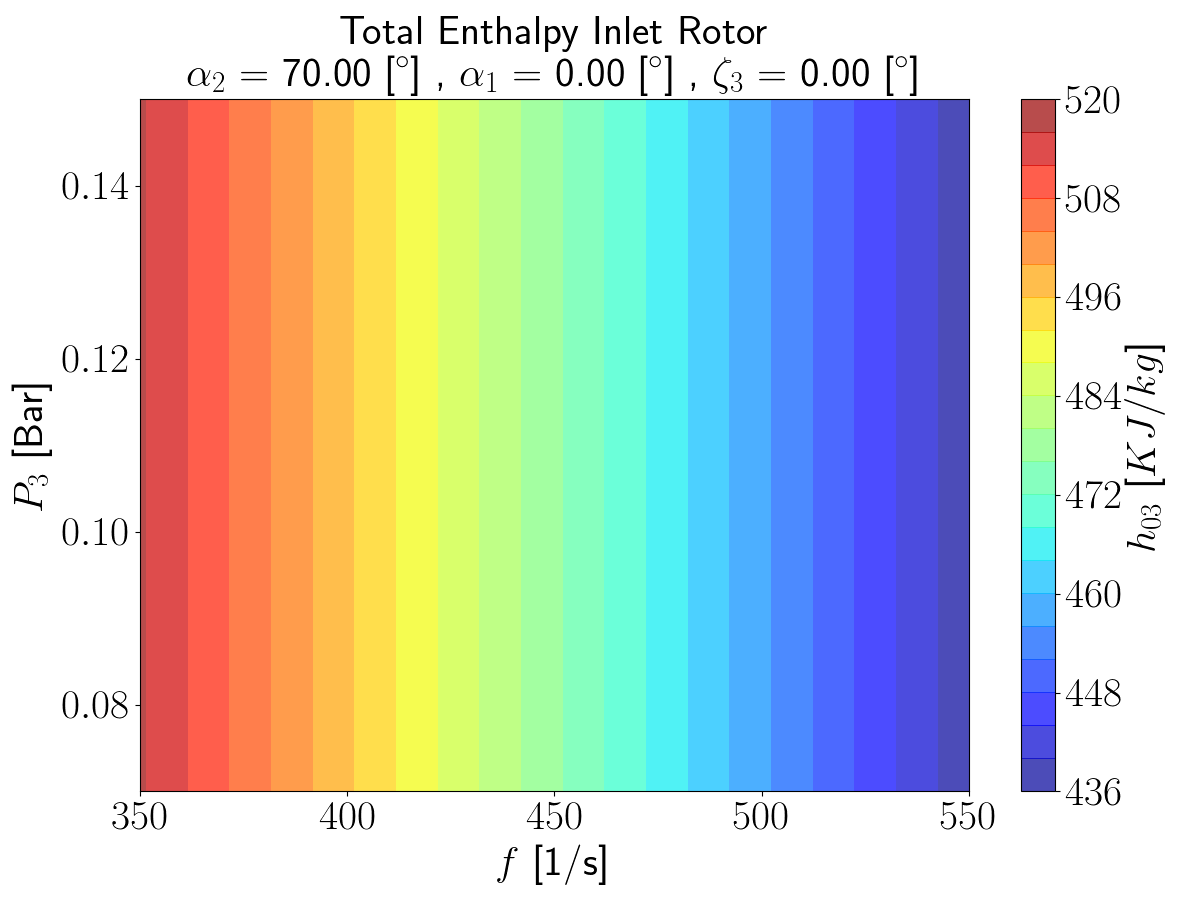 Total Enthalpy Inlet Rotor
α₂ = 70.00 [°] , α₁ = 0.00 [°] , ζ₃ = 0.00 [°]
P₃ [Bar]
0.14
0.12
0.10
0.08
350 400 450 500 550
f [1/s]
520
508
496
484
472
460
448
436
h₀₃ [KJ/kg]